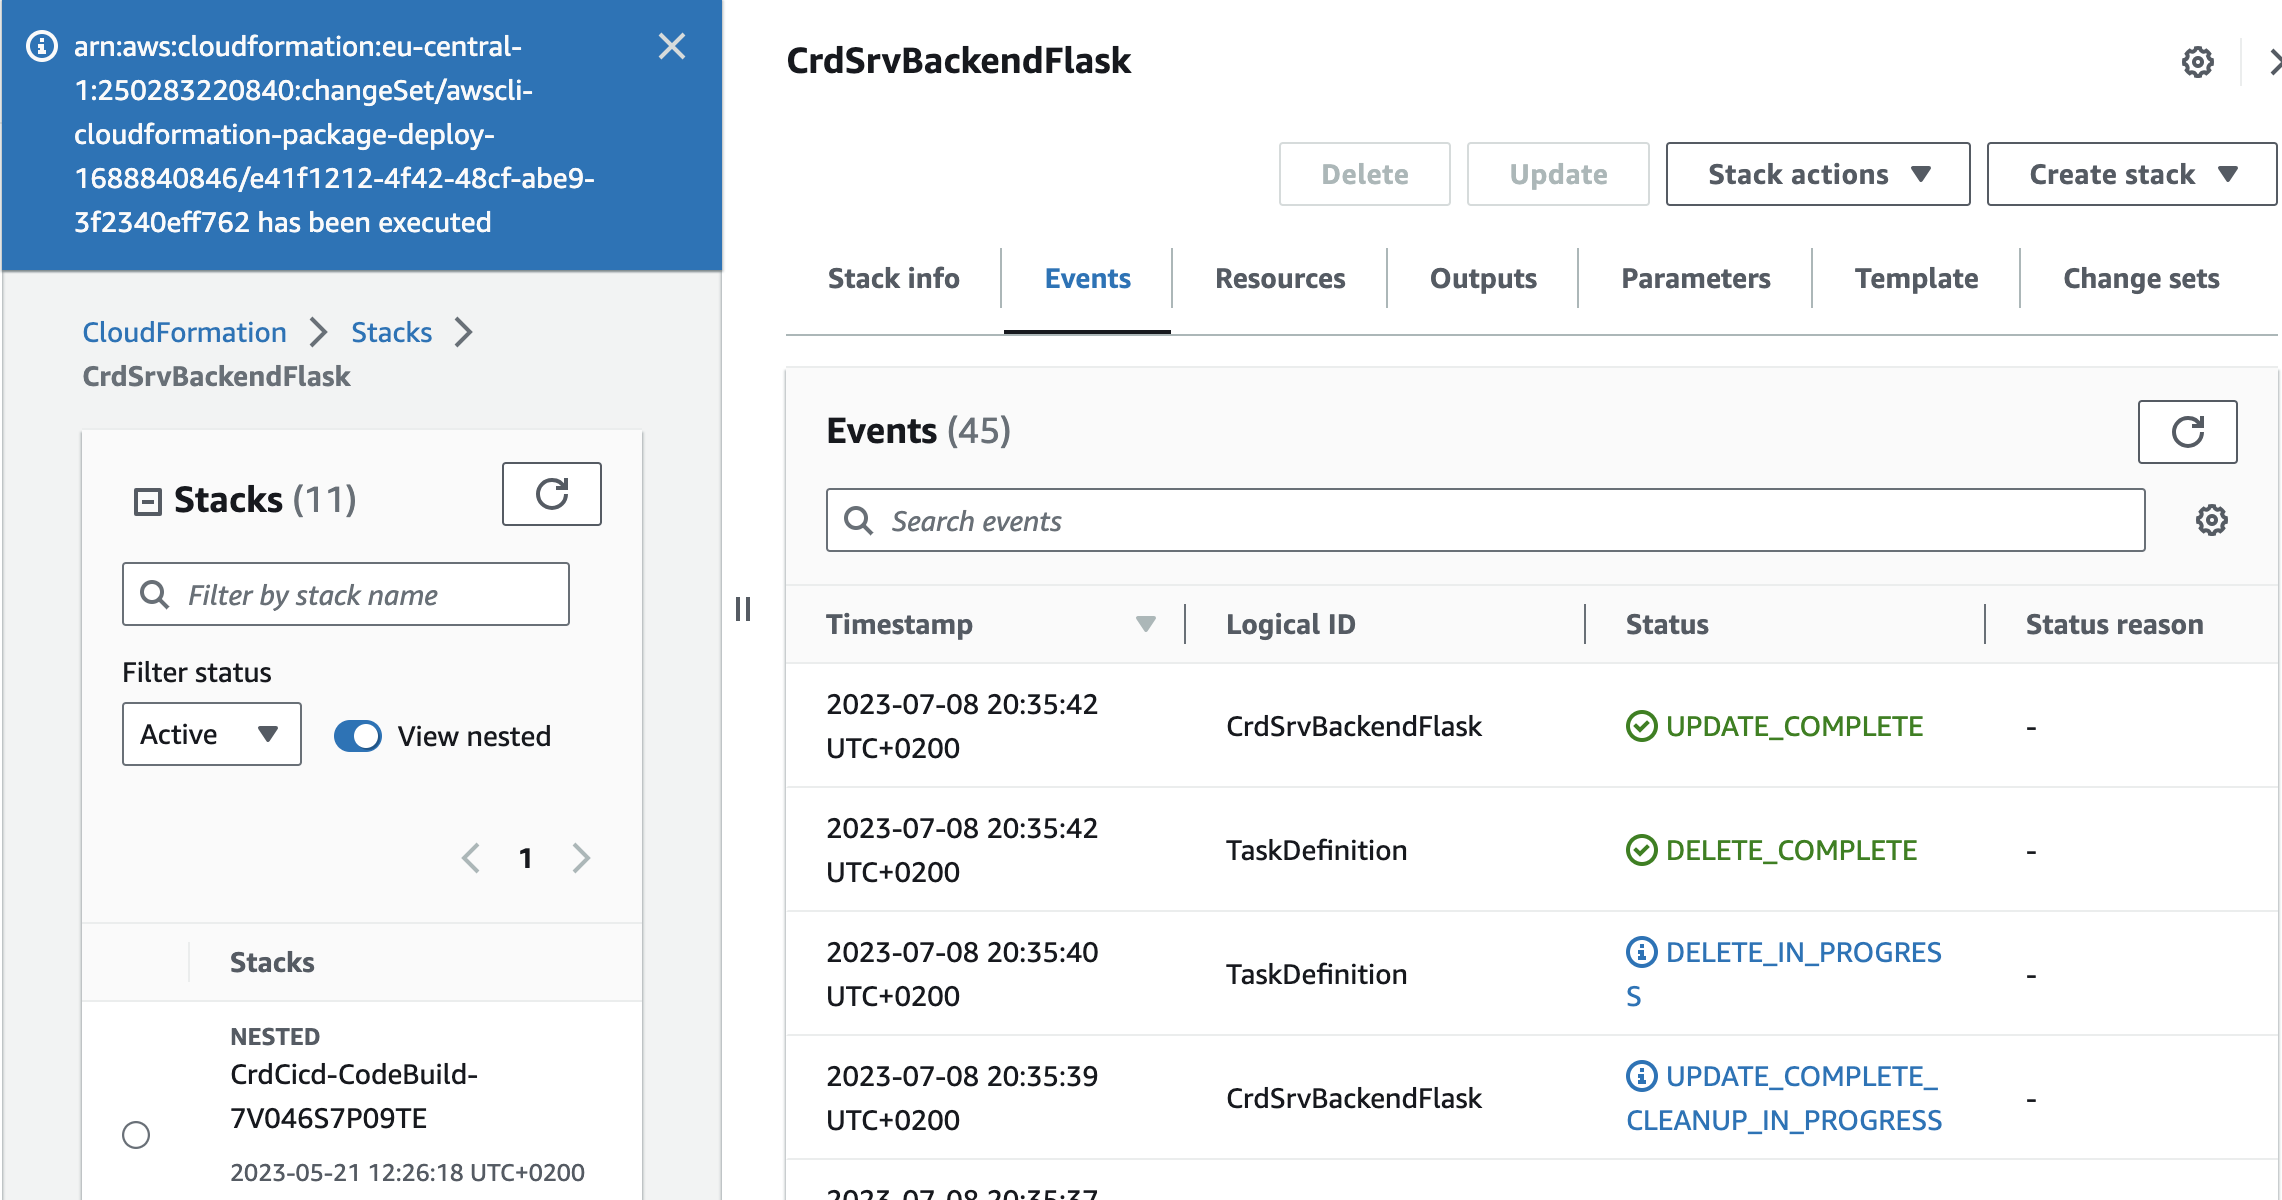 arn:aws:cloudformation:eu-central-
1:250283220840:changeSet/awscli-
cloudformation-package-deploy-
1688840846/e41f1212-4f42-48cf-abe9-
3f2340eff762 has been executed
CloudFormation
Stacks
CrdSrvBackendFlask
Stacks (11)
Filter by stack name
Filter status
Active
View nested
1
Stacks
NESTED
CrdCicd-CodeBuild-
7V046S7P09TE
2023-05-21 12:26:18 UTC+0200
CrdSrvBackendFlask
Delete
Update
Stack actions
Create stack
Stack info
Events
Resources
Outputs
Parameters
Template
Change sets
Events (45)
Search events
Timestamp
Logical ID
Status
Status reason
2023-07-08 20:35:42
UTC+0200
CrdSrvBackendFlask
UPDATE_COMPLETE
-
2023-07-08 20:35:42
UTC+0200
TaskDefinition
DELETE_COMPLETE
-
2023-07-08 20:35:40
UTC+0200
TaskDefinition
DELETE_IN_PROGRES
S
-
2023-07-08 20:35:39
UTC+0200
CrdSrvBackendFlask
UPDATE_COMPLETE_
CLEANUP_IN_PROGRESS
-
2023-07-08 20:35:37